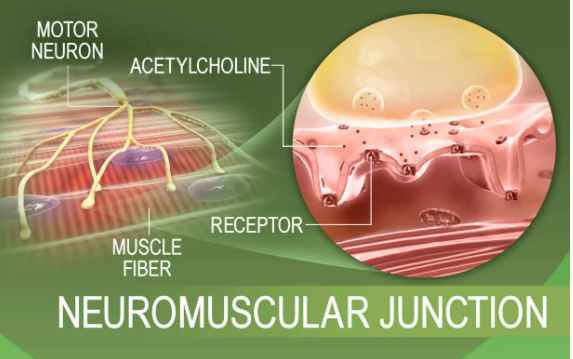 MOTOR
NEURON
ACETYLCHOLINE
RECEPTOR
MUSCLE
FIBER
NEUROMUSCULAR JUNCTION